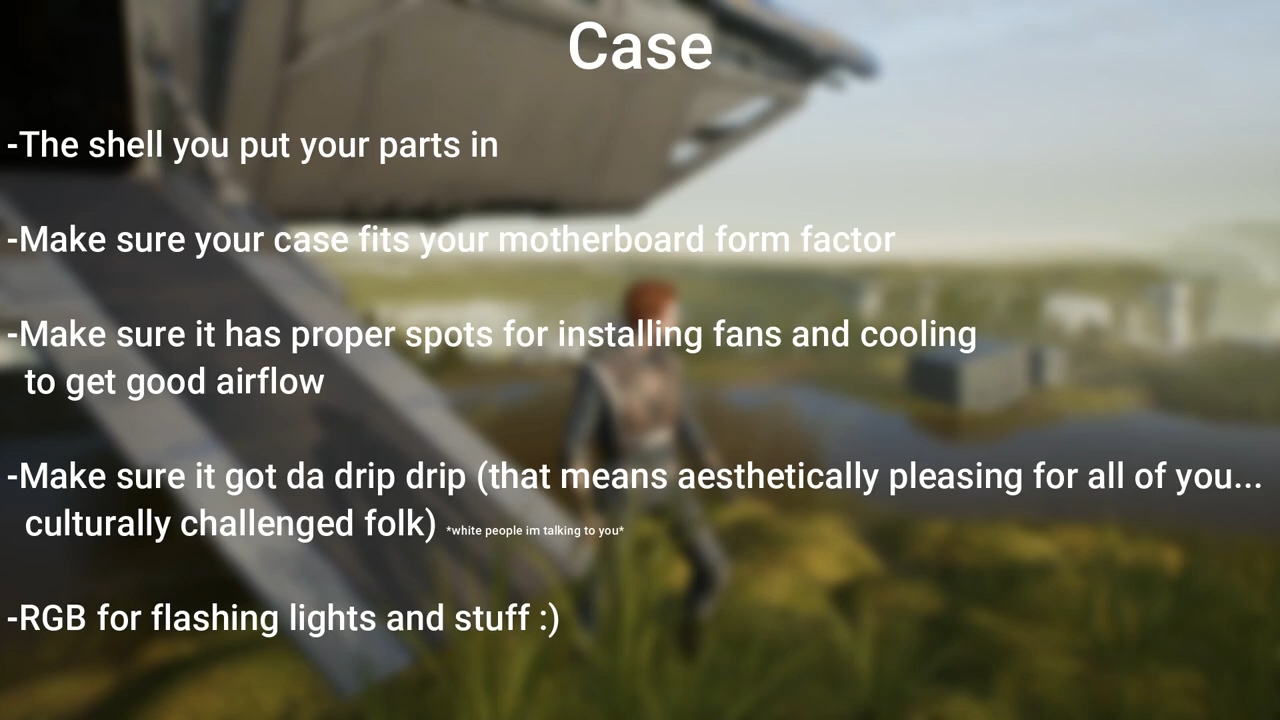 Case
-The shell you put your parts in
-Make sure your case fits your motherboard form factor
-Make sure it has proper spots for installing fans and cooling
to get good airflow
-Make sure it got da drip drip (that means aesthetically pleasing for all of you...
culturally challenged folk) *white people im talking to you*
-RGB for flashing lights and stuff :)